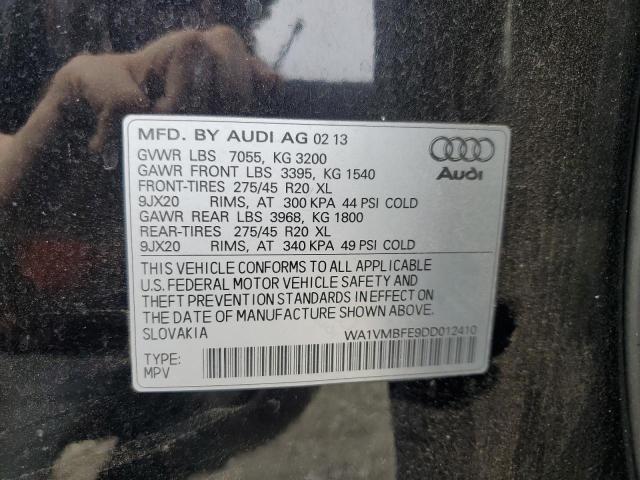 MFD. BY AUDI AG 02 13
GVWR LBS 7055, KG 3200
GAWR FRONT LBS 3395, KG 1540
FRONT-TIRES 275/45 R20 XL
9JX20 RIMS, AT 300 KPA 44 PSI COLD
GAWR REAR LBS 3968, KG 1800
REAR-TIRES 275/45 R20 XL
9JX20 RIMS, AT 340 KPA 49 PSI COLD
Audi
THIS VEHICLE CONFORMS TO ALL APPLICABLE
U.S. FEDERAL MOTOR VEHICLE SAFETY AND
THEFT PREVENTION STANDARDS IN EFFECT ON
THE DATE OF MANUFACTURE SHOWN ABOVE.
SLOVAKIA WA1VMBFE9DD012410
TYPE:
MPV